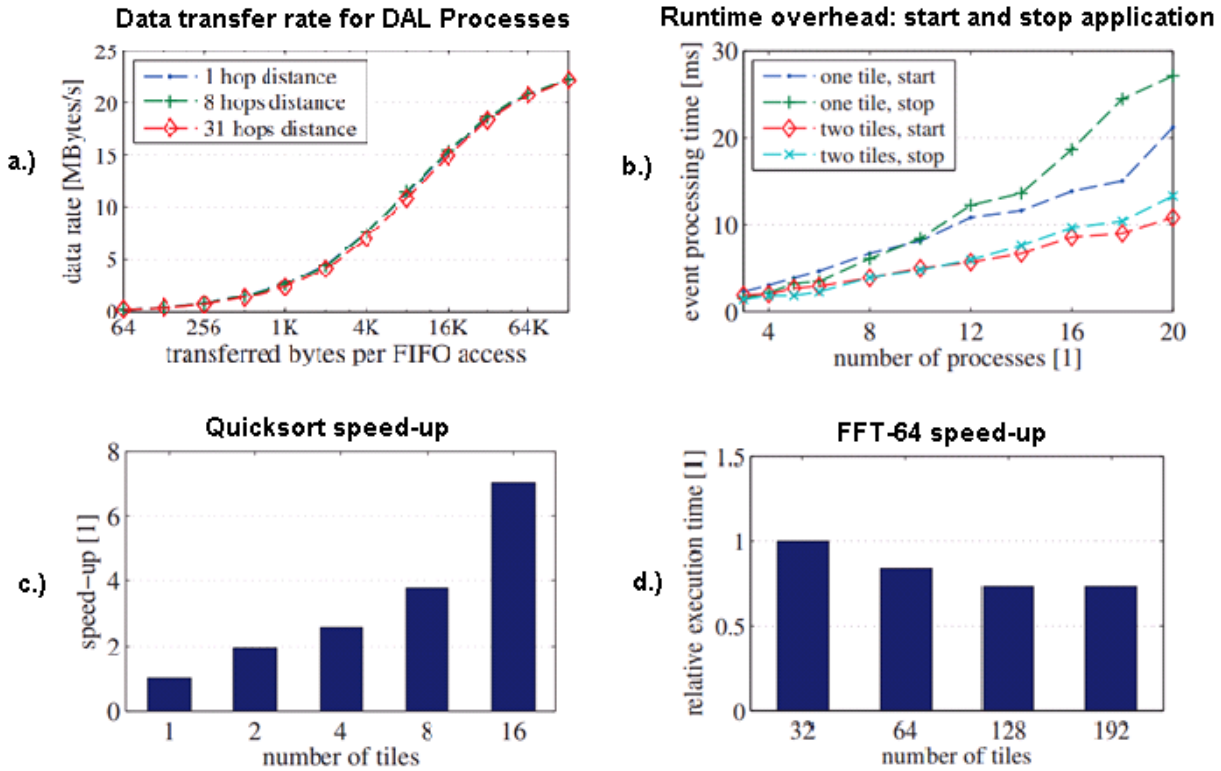 Data transfer rate for DAL Processes
a.)
data rate [MBytes/s]
25
20
15
10
5
0
1 hop distance
8 hops distance
31 hops distance
64 256 1K 4K 16K 64K
transferred bytes per FIFO access
Runtime overhead: start and stop application
b.)
event processing time [ms]
30
20
10
0
one tile, start
one tile, stop
two tiles, start
two tiles, stop
4 8 12 16 20
number of processes [1]
Quicksort speed-up
c.)
speed-up [1]
8
6
4
2
0
1 2 4 8 16
number of tiles
FFT-64 speed-up
d.)
relative execution time [1]
1.5
1
0.5
0
32 64 128 192
number of tiles